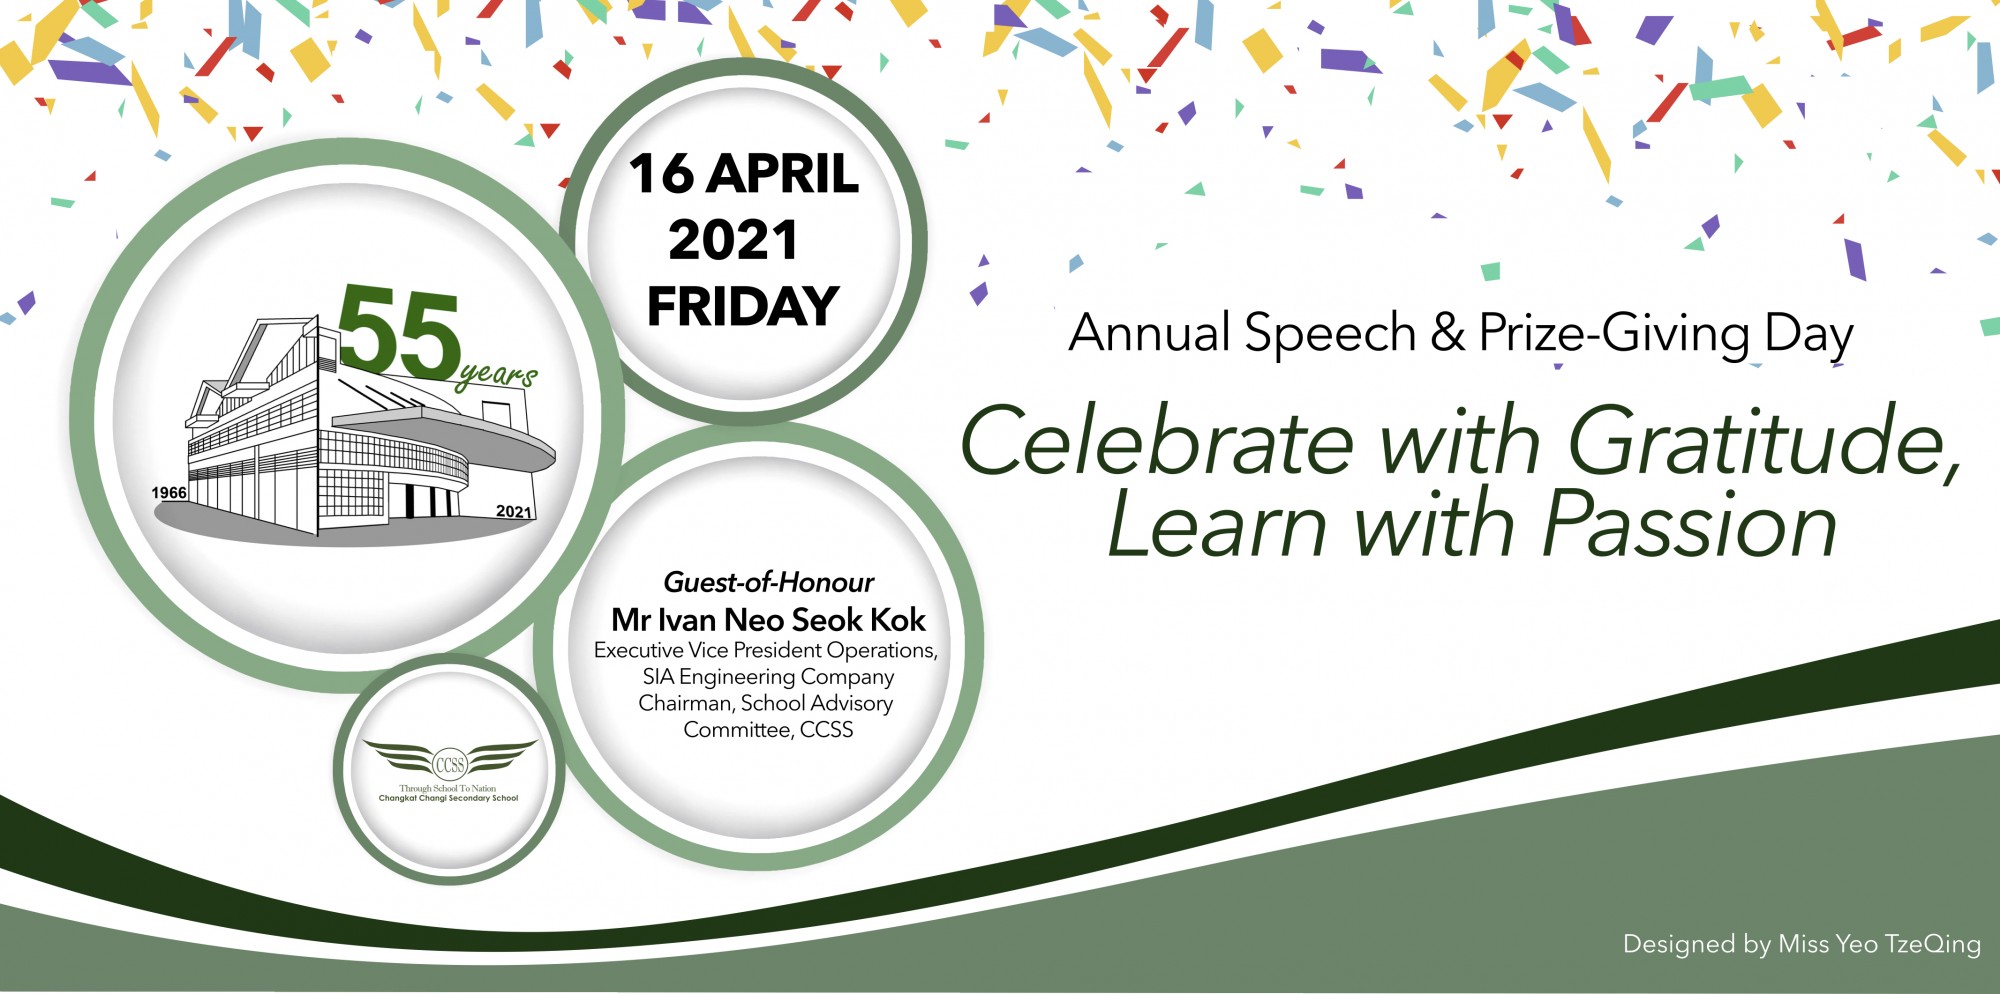 16 APRIL
2021
FRIDAY
55
years
1966
2021
Annual Speech & Prize-Giving Day
Celebrate with Gratitude,
Learn with Passion
Guest-of-Honour
Mr Ivan Neo Seok Kok
Executive Vice President Operations,
SIA Engineering Company
Chairman, School Advisory
Committee, CCSS
CCSS
Through School To Nation
Changkat Changi Secondary School
Designed by Miss Yeo TzeQing